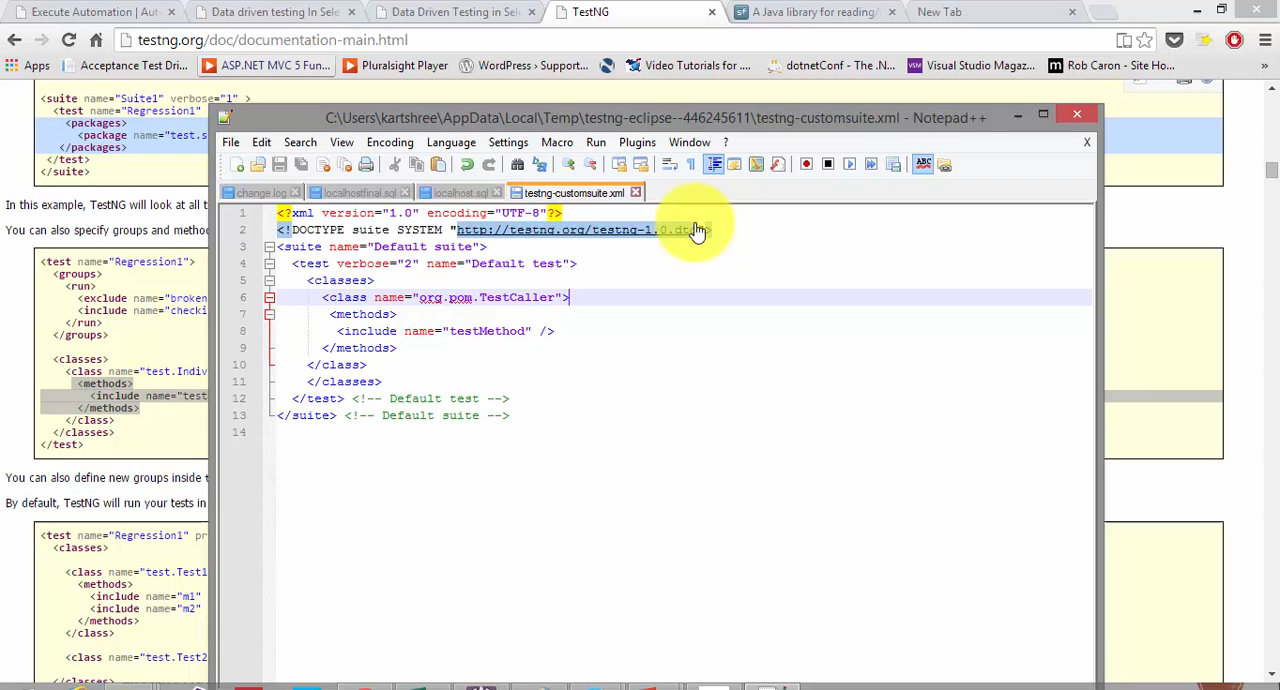 Execute Automation | Aut
Data driven testing In Sele
Data Driven Testing in Sel
TestNG
A Java library for reading/
New Tab
testng.org/doc/documentation-main.html
Apps
Acceptance Test Dri...
ASP.NET MVC 5 Fun...
Pluralsight Player
WordPress › Support...
Video Tutorials for ...
dotnetConf - The .N...
Visual Studio Magaz...
Rob Caron - Site Ho...
»
<suite name="Suite1" verbose="1" >
<test name="Regression1"
<packages>
<package name="test.s
</packages>
</test>
</suite>
In this example, TestNG will look at all t
You can also specify groups and metho
<test name="Regression1">
<groups>
<run>
<exclude name="broken
<include name="checki
</run>
</groups>
<classes>
<class name="test.Indiv
<methods>
<include name="test
</methods>
</class>
</classes>
</test>
You can also define new groups inside t
By default, TestNG will run your tests in
<test name="Regression1" pr
<classes>
<class name="test.Test1
<methods>
<include name="m1"
<include name="m2"
</methods>
</class>
<class name="test.Test2
C:\Users\kartshree\AppData\Local\Temp\testng-eclipse--446245611\testng-customsuite.xml - Notepad++
File Edit Search View Encoding Language Settings Macro Run Plugins Window ? X
change.log
localhostfinal.sql
localhost.sql
testng-customsuite.xml
1 <?xml version="1.0" encoding="UTF-8"?>
2 <!DOCTYPE suite SYSTEM "http://testng.org/testng-1.0.dtd">
3 <suite name="Default suite">
4 <test verbose="2" name="Default test">
5 <classes>
6 <class name="org.pom.TestCaller">
7 <methods>
8 <include name="testMethod" />
9 </methods>
10 </class>
11 </classes>
12 </test> <!-- Default test -->
13 </suite> <!-- Default suite -->
14